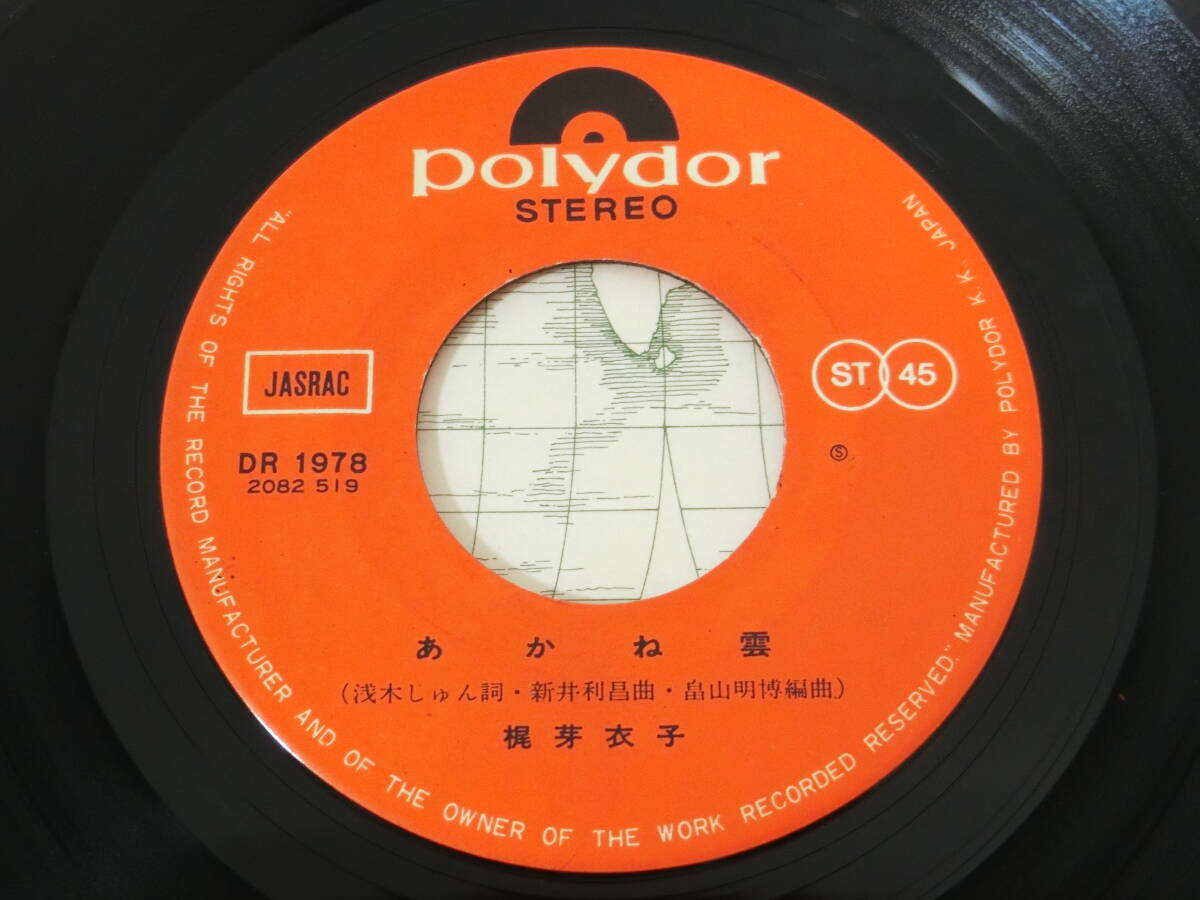 polydor
STEREO
JASRAC
DR 1978
2082 519
ST 45
Ⓢ
あかね雲
(浅木しゅん詞・新井利昌曲・畠山明博編曲)
梶芽衣子
"ALL RIGHTS OF THE RECORD MANUFACTURER AND OF THE OWNER OF THE WORK RECORDED RESERVED." MANUFACTURED BY POLYDOR K. K., JAPAN